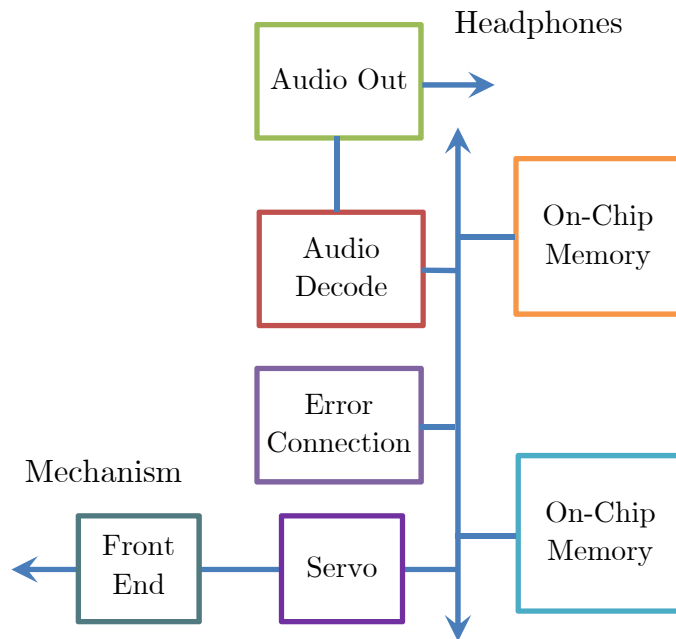 Headphones
Audio Out
On-Chip
Memory
Audio
Decode
Error
Connection
Mechanism
On-Chip
Memory
Front
End
Servo